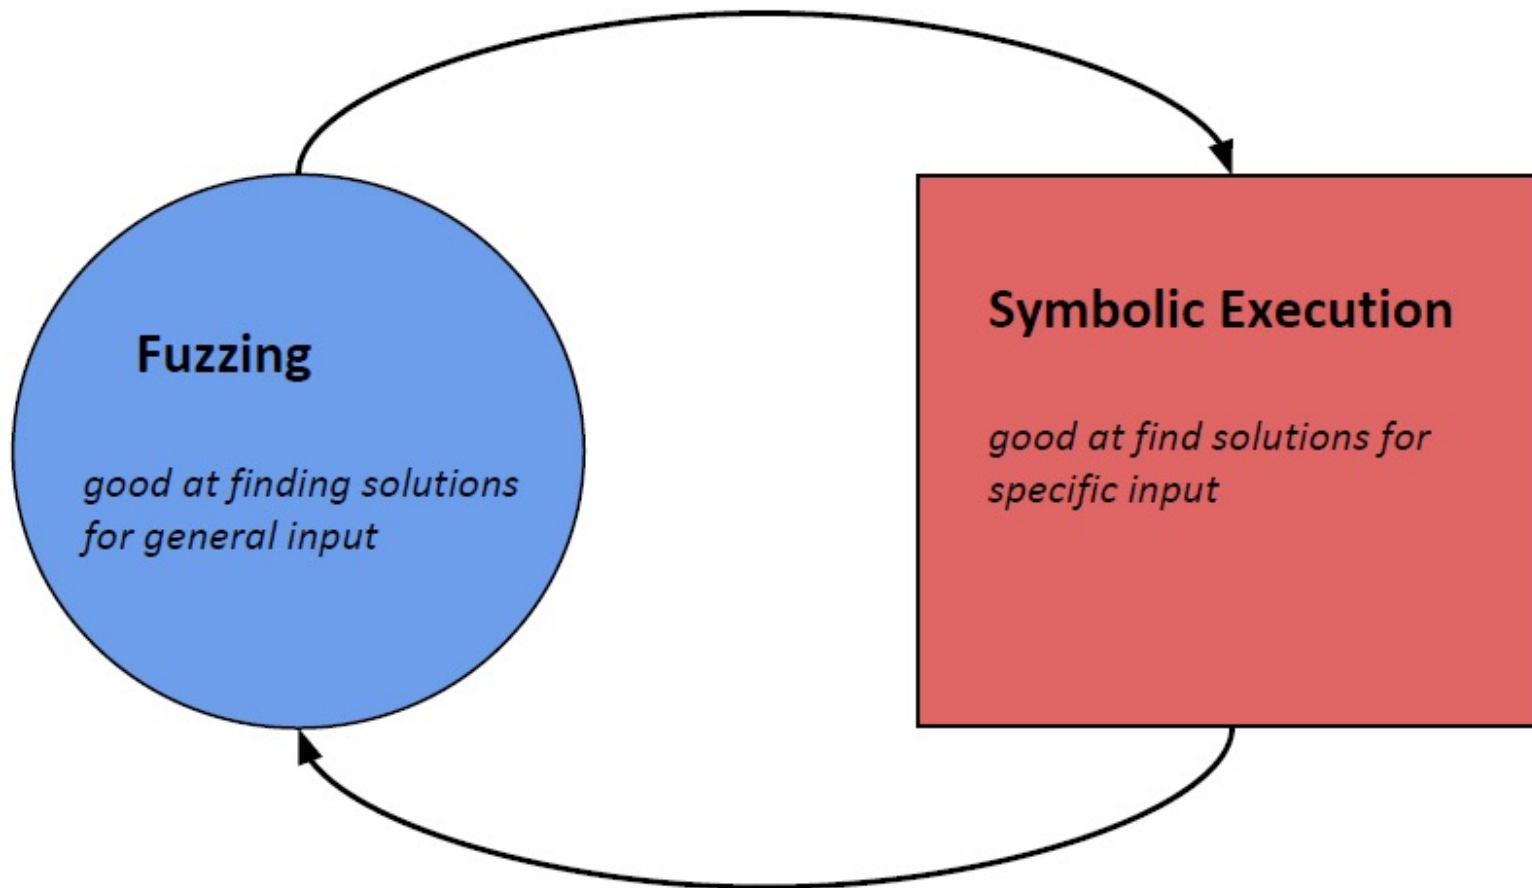 Fuzzing
good at finding solutions
for general input
Symbolic Execution
good at find solutions for
specific input